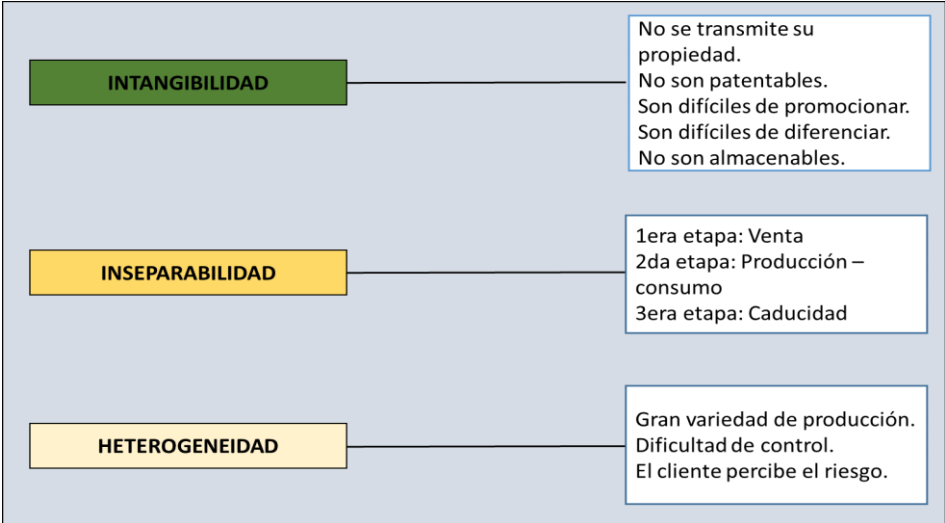 INTANGIBILIDAD
No se transmite su
propiedad.
No son patentables.
Son difíciles de promocionar.
Son difíciles de diferenciar.
No son almacenables.
INSEPARABILIDAD
1era etapa: Venta
2da etapa: Producción –
consumo
3era etapa: Caducidad
HETEROGENEIDAD
Gran variedad de producción.
Dificultad de control.
El cliente percibe el riesgo.